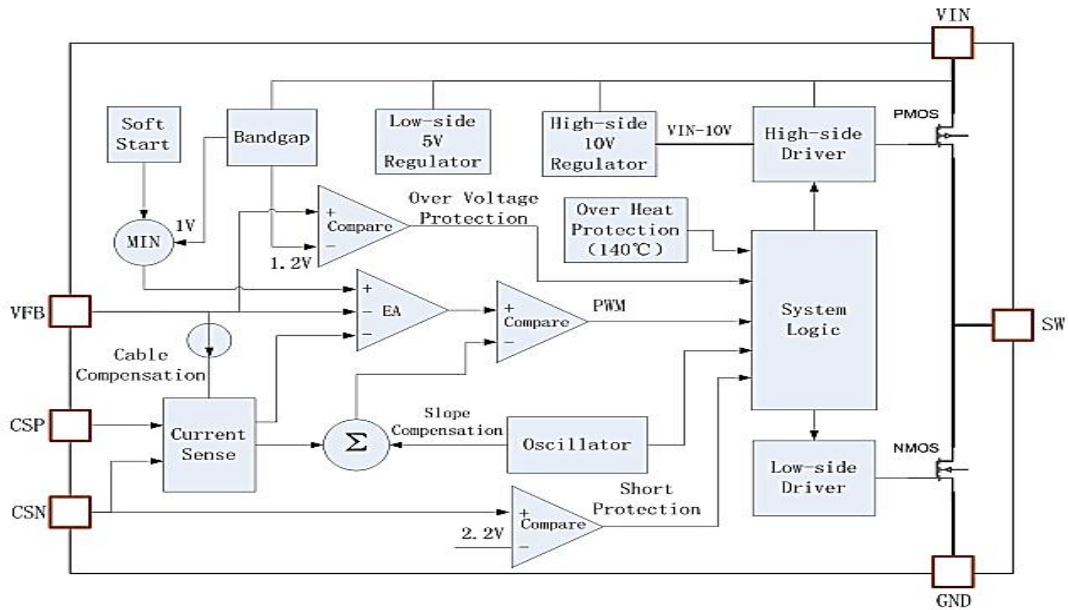 VIN
PMOS
Soft
Start
Bandgap
Low-side
5V
Regulator
High-side
10V
Regulator
VIN-10V
High-side
Driver
Over Voltage
Protection
Over Heat
Protection
(140℃)
+
Compare
−
1V
MIN
1.2V
System
Logic
VFB
+
− EA
−
+
Compare
−
PWM
SW
Cable
Compensation
CSP
Current
Sense
Σ
Slope
Compensation
Oscillator
NMOS
Low-side
Driver
CSN
Short
Protection
+
Compare
−
2.2V
GND